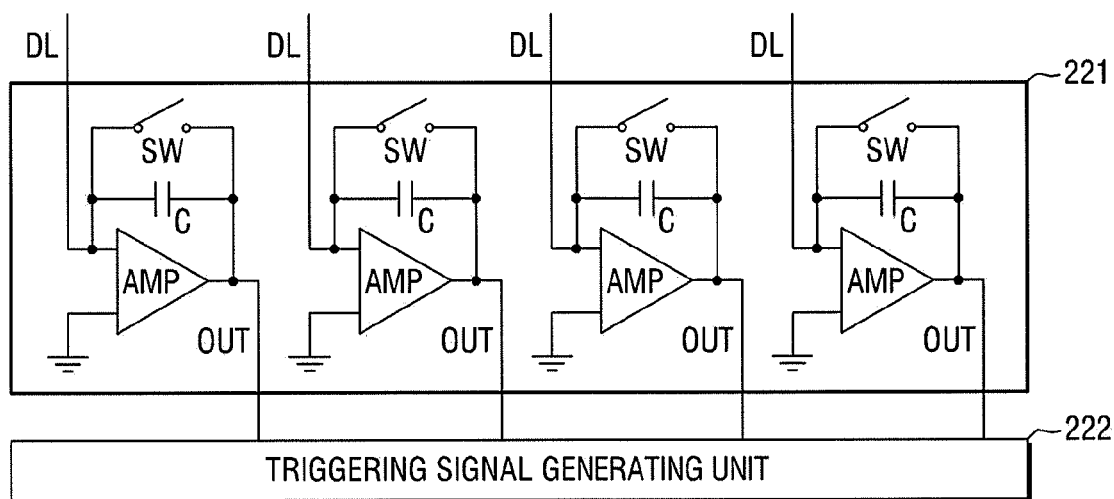 DL DL DL DL
221
SW SW SW SW
C C C C
AMP AMP AMP AMP
OUT OUT OUT OUT
222
TRIGGERING SIGNAL GENERATING UNIT